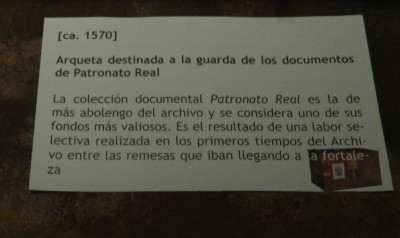 [ca. 1570]
Arqueta destinada a la guarda de los documentos
de Patronato Real
La colección documental Patronato Real es la de
más abolengo del archivo y se considera uno de sus
fondos más valiosos. Es el resultado de una labor se-
lectiva realizada en los primeros tiempos del Archi-
vo entre las remesas que iban llegando a la fortale-
za